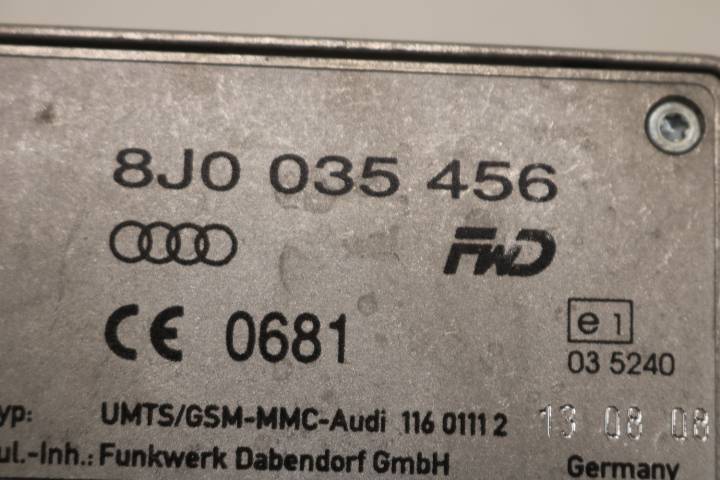 8J0 035 456
FWD
CE 0681
e 1
03 5240
yp: UMTS/GSM-MMC-Audi 116 0111 2 13 08 08
ul.-Inh.: Funkwerk Dabendorf GmbH Germany